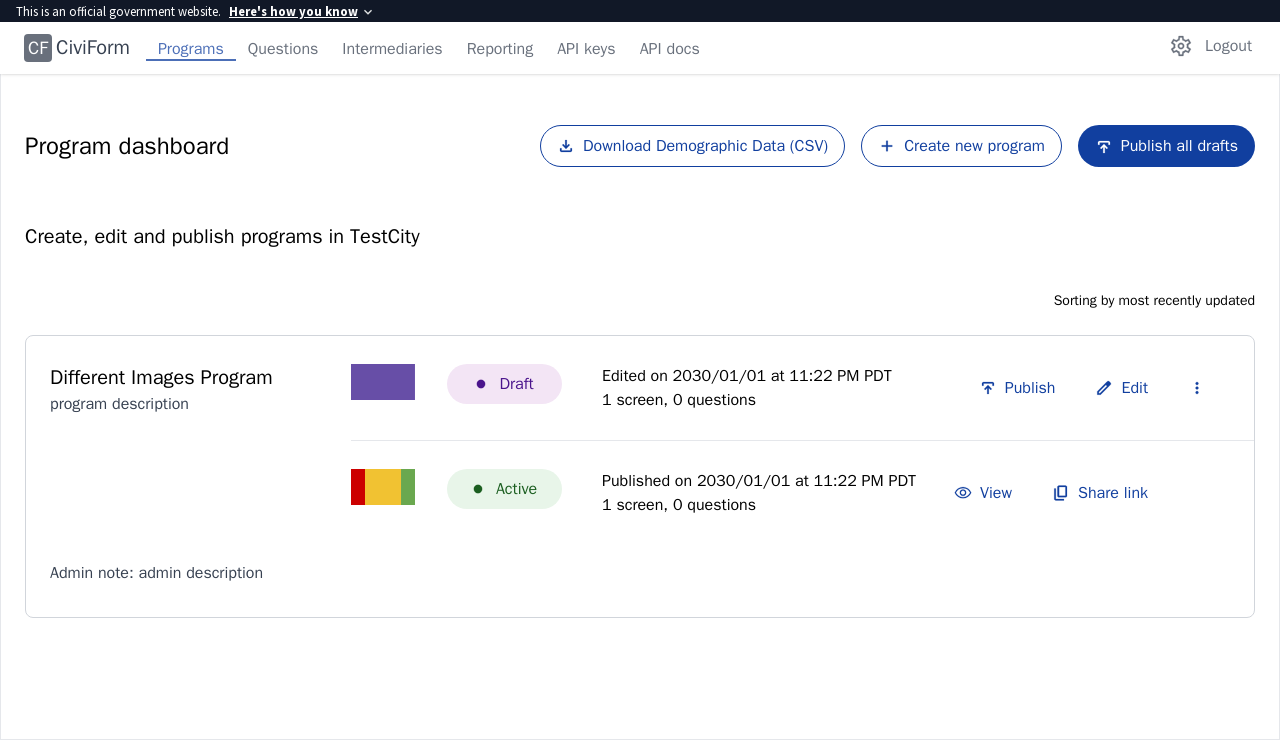 This is an official government website. Here's how you know
CF CiviForm Programs Questions Intermediaries Reporting API keys API docs Logout
Program dashboard Download Demographic Data (CSV) Create new program Publish all drafts
Create, edit and publish programs in TestCity
Sorting by most recently updated
Different Images Program
program description
Draft
Edited on 2030/01/01 at 11:22 PM PDT
1 screen, 0 questions
Publish Edit
Active
Published on 2030/01/01 at 11:22 PM PDT
1 screen, 0 questions
View Share link
Admin note: admin description